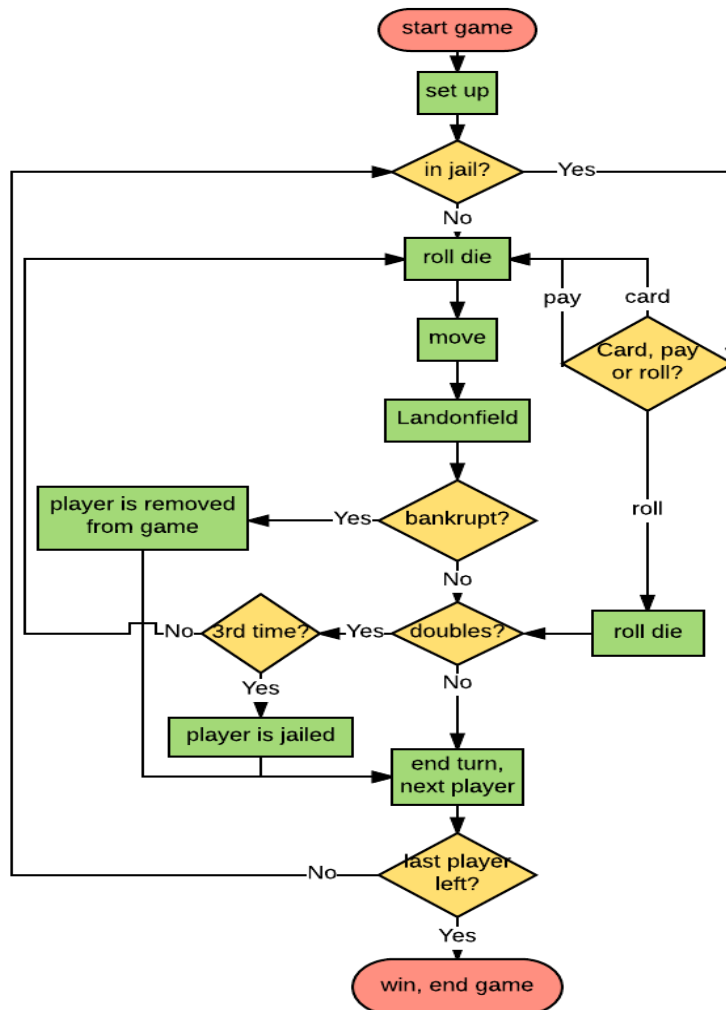 start game
set up
in jail?
Yes
No
roll die
pay
card
move
Card, pay
or roll?
Landonfield
player is removed
from game
Yes
bankrupt?
roll
No
No
3rd time?
Yes
doubles?
roll die
Yes
No
player is jailed
end turn,
next player
No
last player
left?
Yes
win, end game